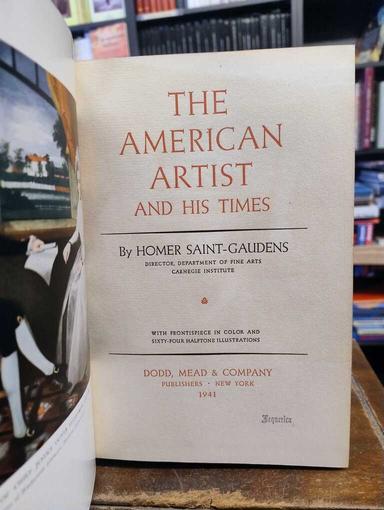 THE
AMERICAN
ARTIST
AND HIS TIMES
By HOMER SAINT-GAUDENS
DIRECTOR, DEPARTMENT OF FINE ARTS
CARNEGIE INSTITUTE
WITH FRONTISPIECE IN COLOR AND
SIXTY-FOUR HALFTONE ILLUSTRATIONS
DODD, MEAD & COMPANY
PUBLISHERS · NEW YORK
1941